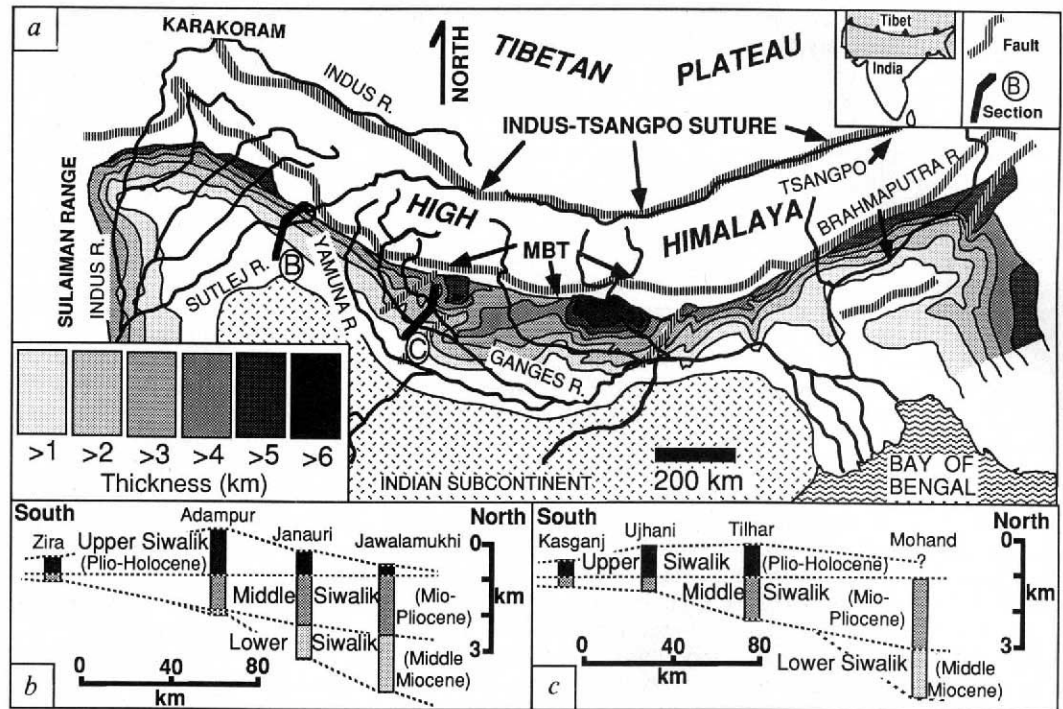 a
KARAKORAM
INDUS R.
NORTH
TIBETAN PLATEAU
Tibet
India
Fault
B
Section
INDUS-TSANGPO SUTURE
TSANGPO
BRAHMAPUTRA R.
SULAIMAN RANGE
INDUS R.
HIGH HIMALAYA
MBT
SUTLEJ R.
B
YAMUNA R.
C
GANGES R.
>1 >2 >3 >4 >5 >6
Thickness (km)
INDIAN SUBCONTINENT
200 km
BAY OF
BENGAL
South
North
Zira
Adampur
Janauri
Jawalamukhi
Upper Siwalik
(Plio-Holocene)
Middle Siwalik
(Mio-
Pliocene)
Lower Siwalik
(Middle
Miocene)
0
km
3
0 40 80
km
b
South
North
Kasganj
Ujhani
Tilhar
Mohand
?
Upper Siwalik (Plio-Holocene)
Middle Siwalik
(Mio-
Pliocene)
Lower Siwalik
(Middle
Miocene)
0
km
3
0 40 80
km
c